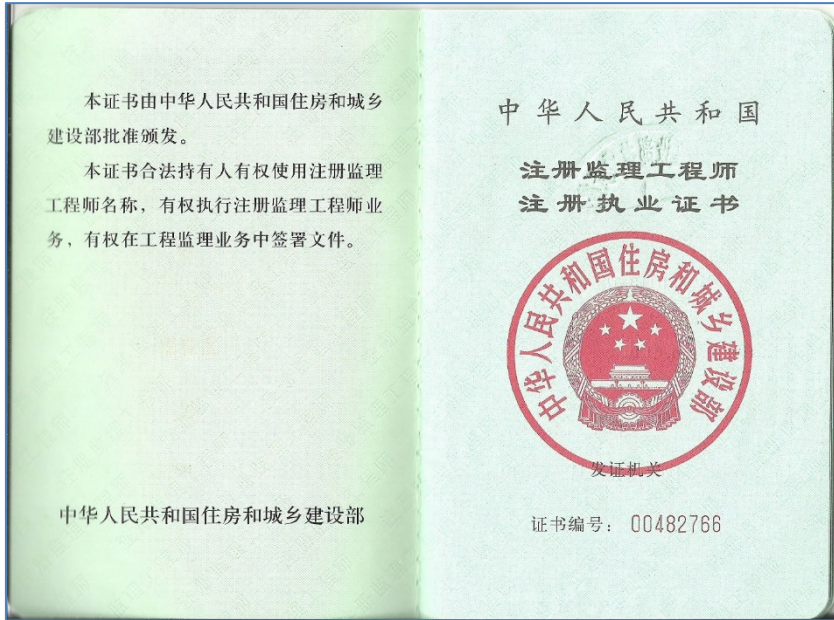 本证书由中华人民共和国住房和城乡
建设部批准颁发。
本证书合法持有人有权使用注册监理
工程师名称，有权执行注册监理工程师业
务，有权在工程监理业务中签署文件。
中华人民共和国住房和城乡建设部
中华人民共和国
注册监理工程师
注册执业证书
中华人民共和国住房和城乡建设部
发证机关
证书编号：00482766